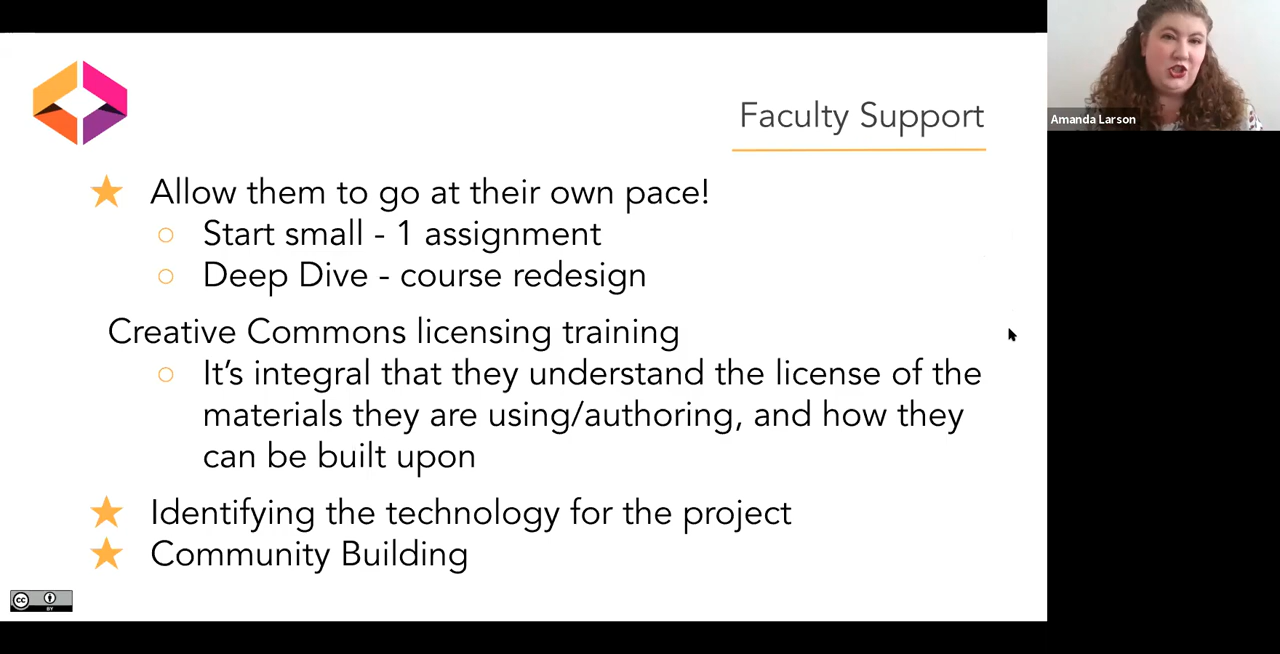 Faculty Support
Amanda Larson
Allow them to go at their own pace!
Start small - 1 assignment
Deep Dive - course redesign
Creative Commons licensing training
It’s integral that they understand the license of the
materials they are using/authoring, and how they
can be built upon
Identifying the technology for the project
Community Building
cc
BY